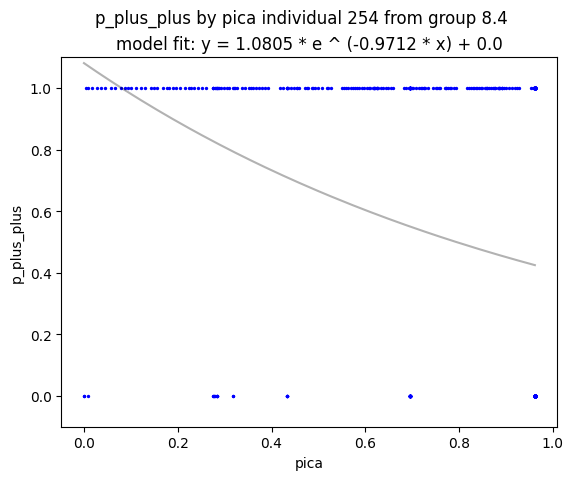 p_plus_plus by pica individual 254 from group 8.4
model fit: y = 1.0805 * e ^ (-0.9712 * x) + 0.0
1.0
0.8
0.6
0.4
0.2
0.0
p_plus_plus
0.0 0.2 0.4 0.6 0.8 1.0
pica